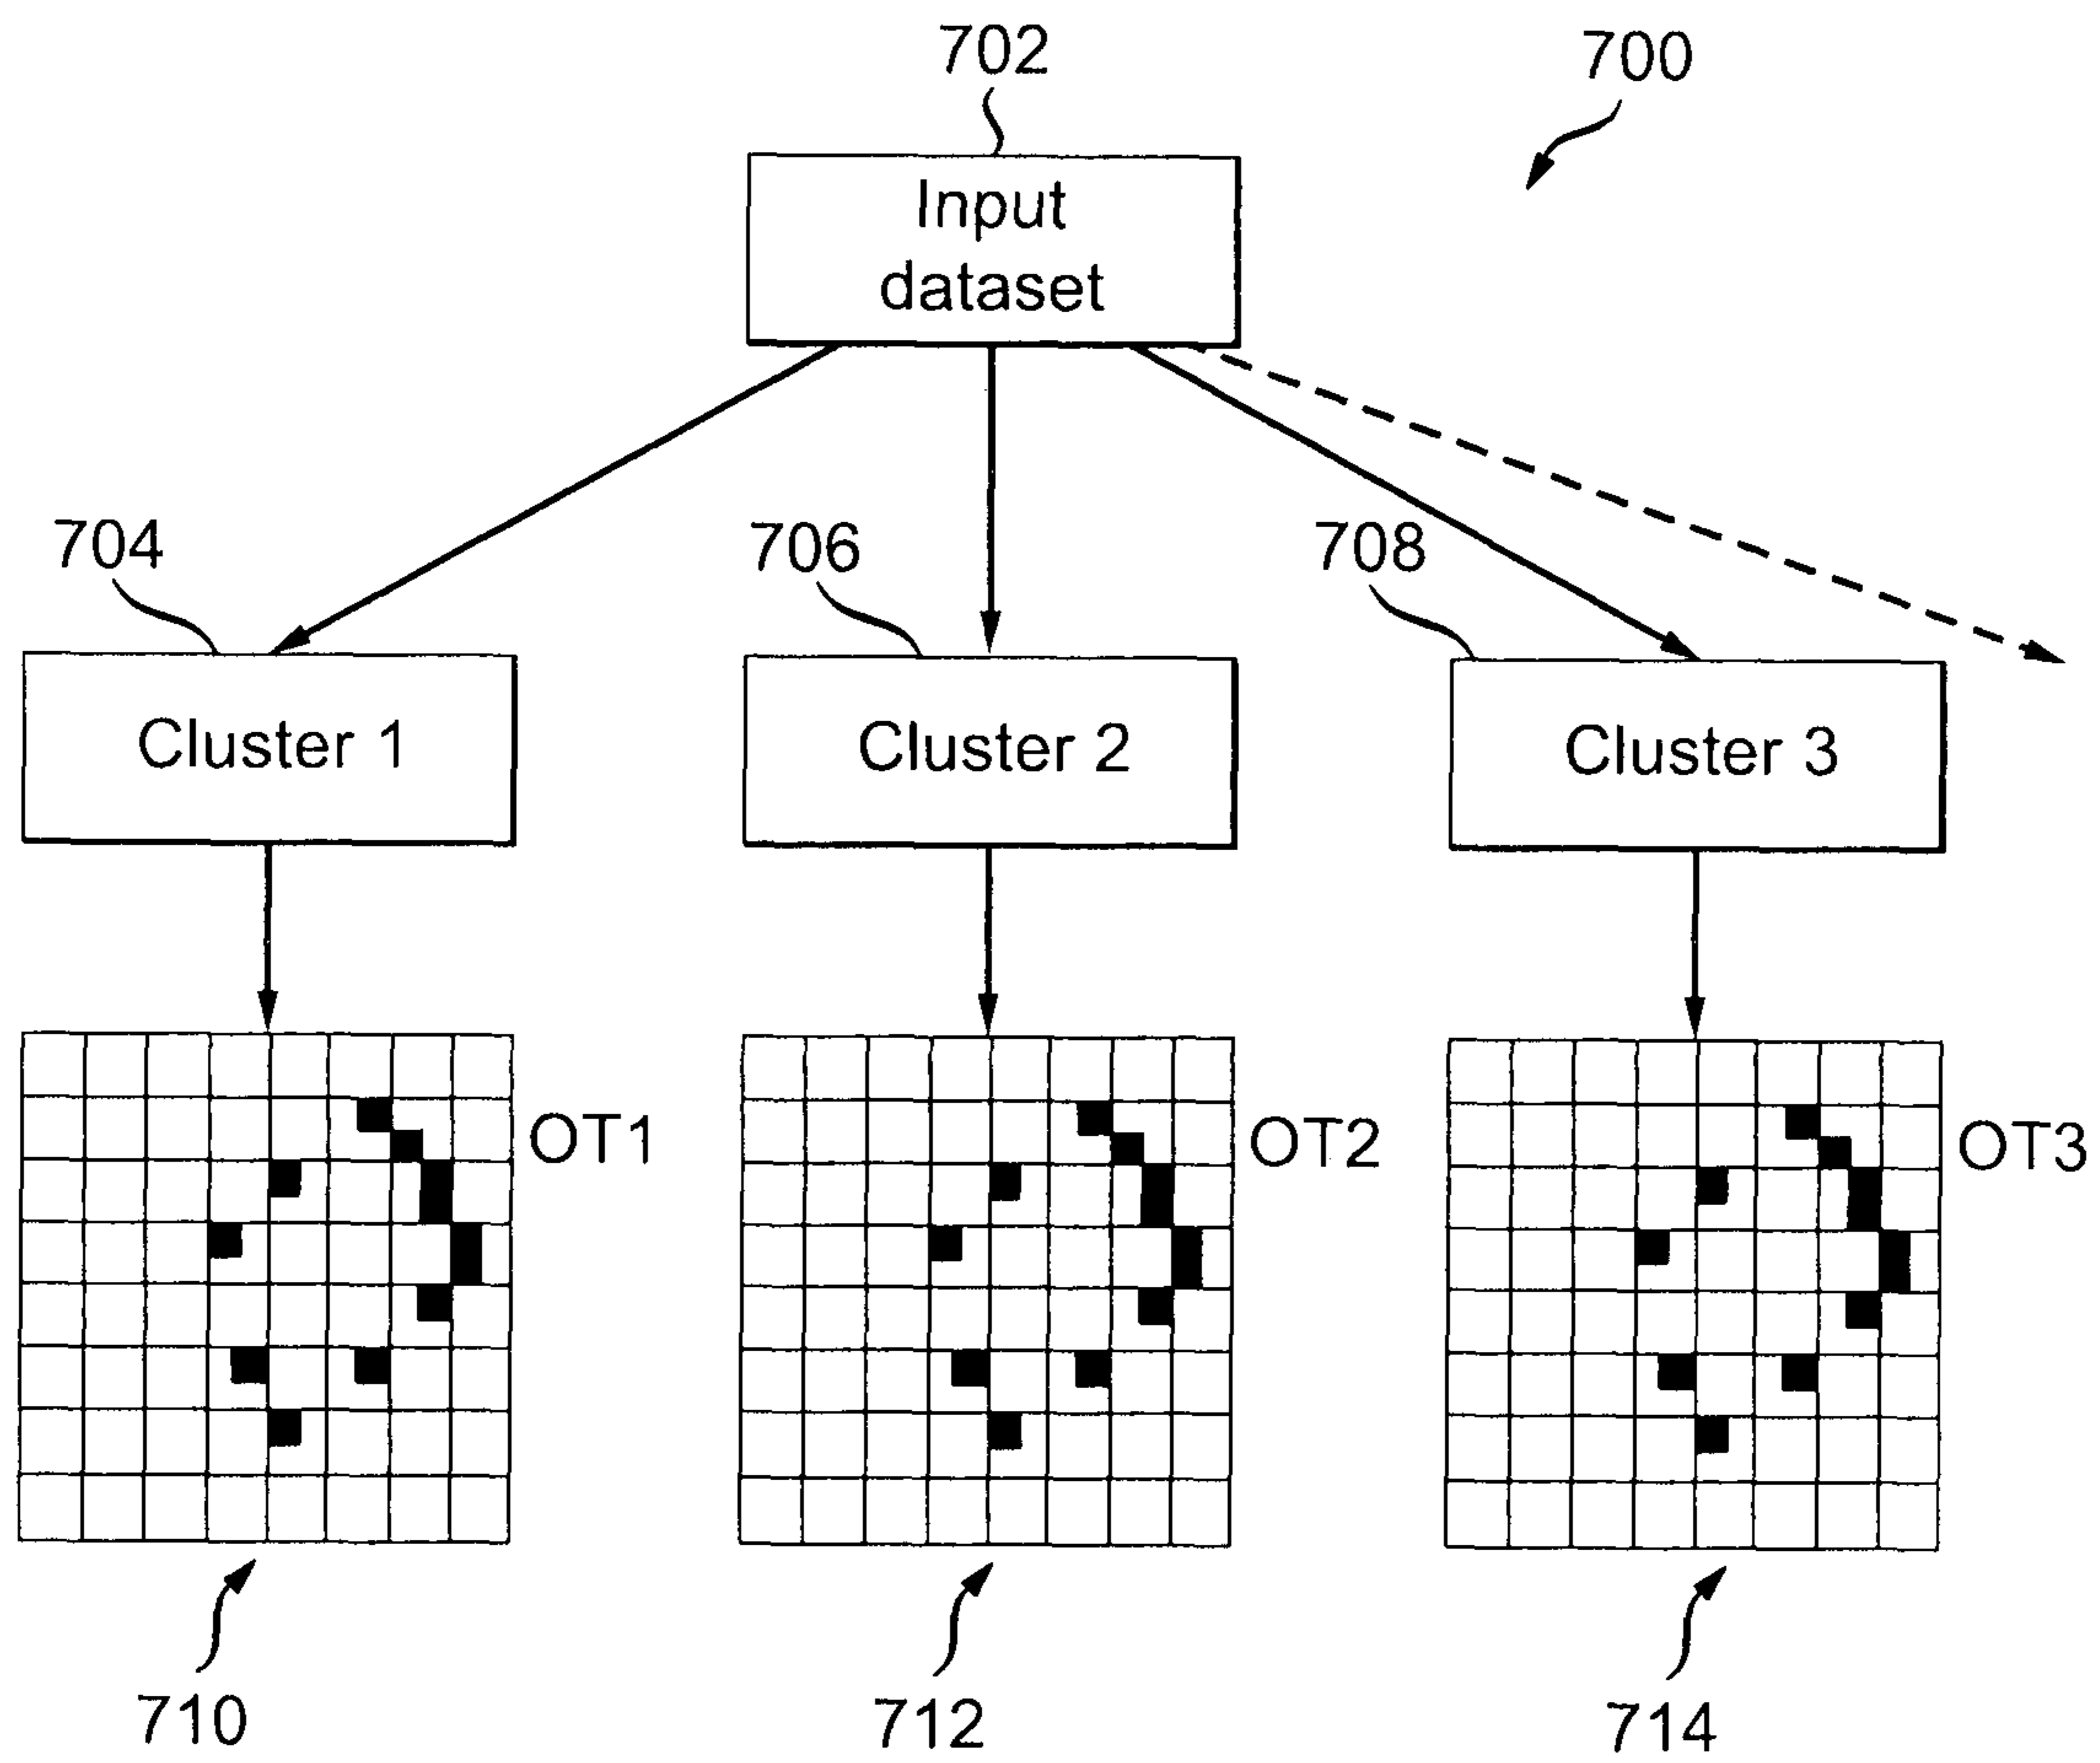 702
700
Input
dataset
704
706
708
Cluster 1
Cluster 2
Cluster 3
OT1
OT2
OT3
710
712
714